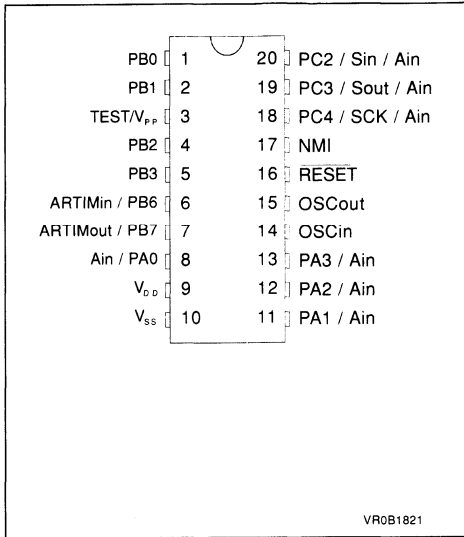 PB0 1 20 PC2 / Sin / Ain
PB1 2 19 PC3 / Sout / Ain
TEST/VPP 3 18 PC4 / SCK / Ain
PB2 4 17 NMI
PB3 5 16 RESET
ARTIMin / PB6 6 15 OSCout
ARTIMout / PB7 7 14 OSCin
Ain / PA0 8 13 PA3 / Ain
VDD 9 12 PA2 / Ain
VSS 10 11 PA1 / Ain
VR0B1821